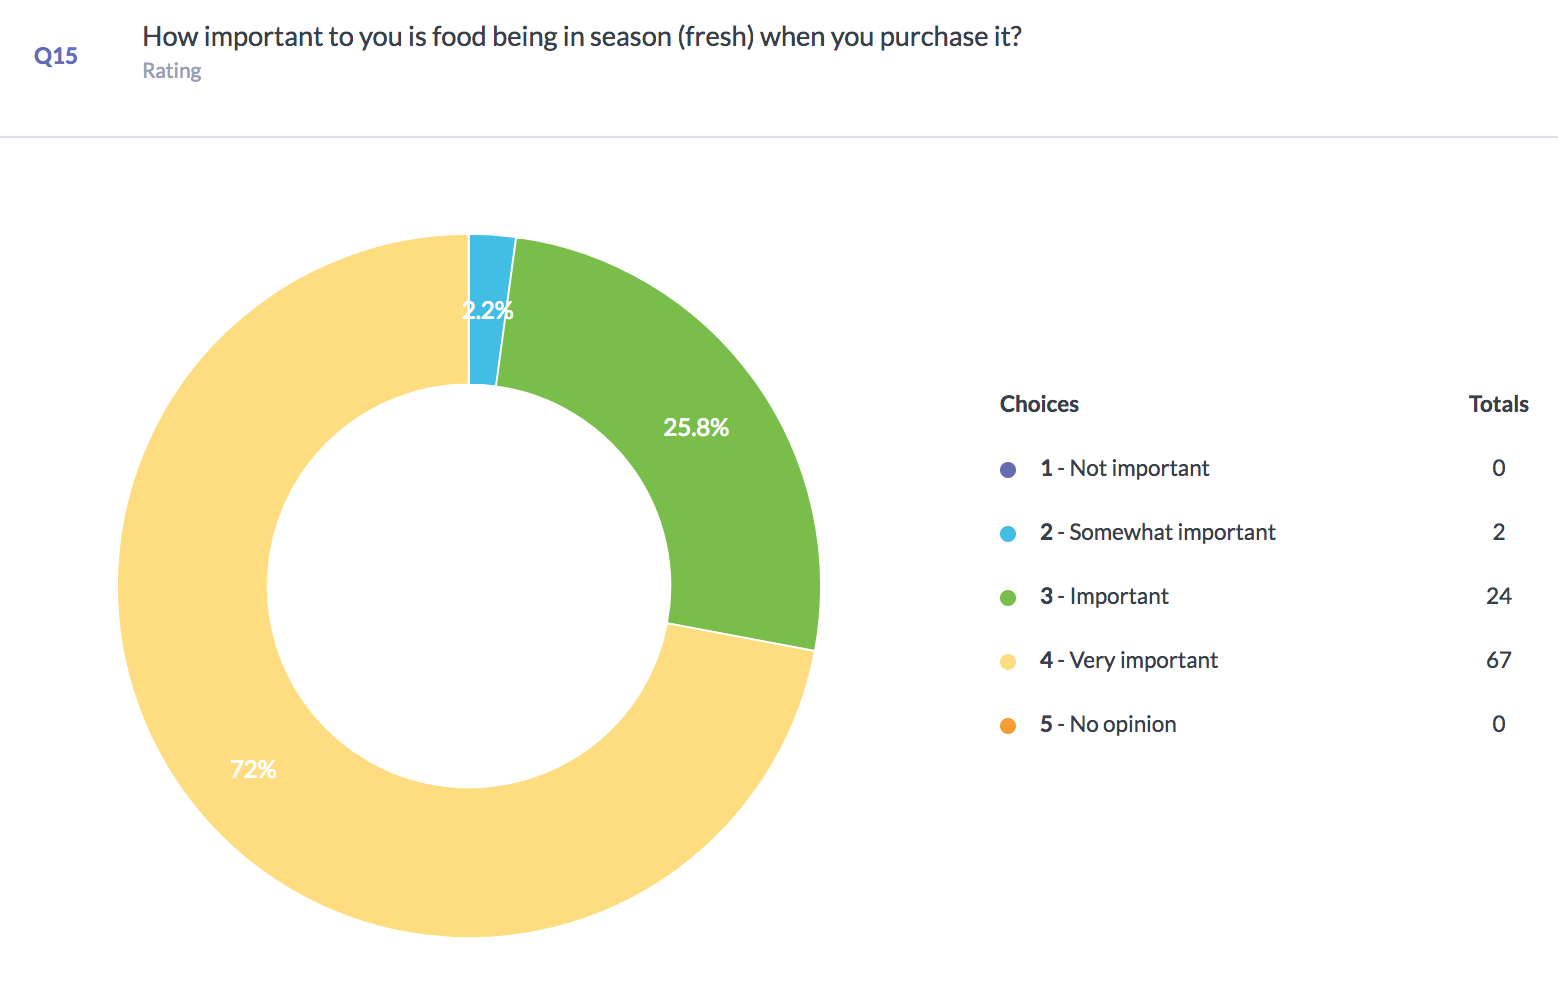 Q15
How important to you is food being in season (fresh) when you purchase it?
Rating
2.2%
25.8%
72%
Choices Totals
1 - Not important 0
2 - Somewhat important 2
3 - Important 24
4 - Very important 67
5 - No opinion 0